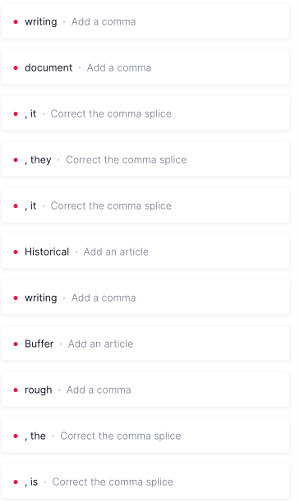 writing · Add a comma
document · Add a comma
, it · Correct the comma splice
, they · Correct the comma splice
, it · Correct the comma splice
Historical · Add an article
writing · Add a comma
Buffer · Add an article
rough · Add a comma
, the · Correct the comma splice
, is · Correct the comma splice